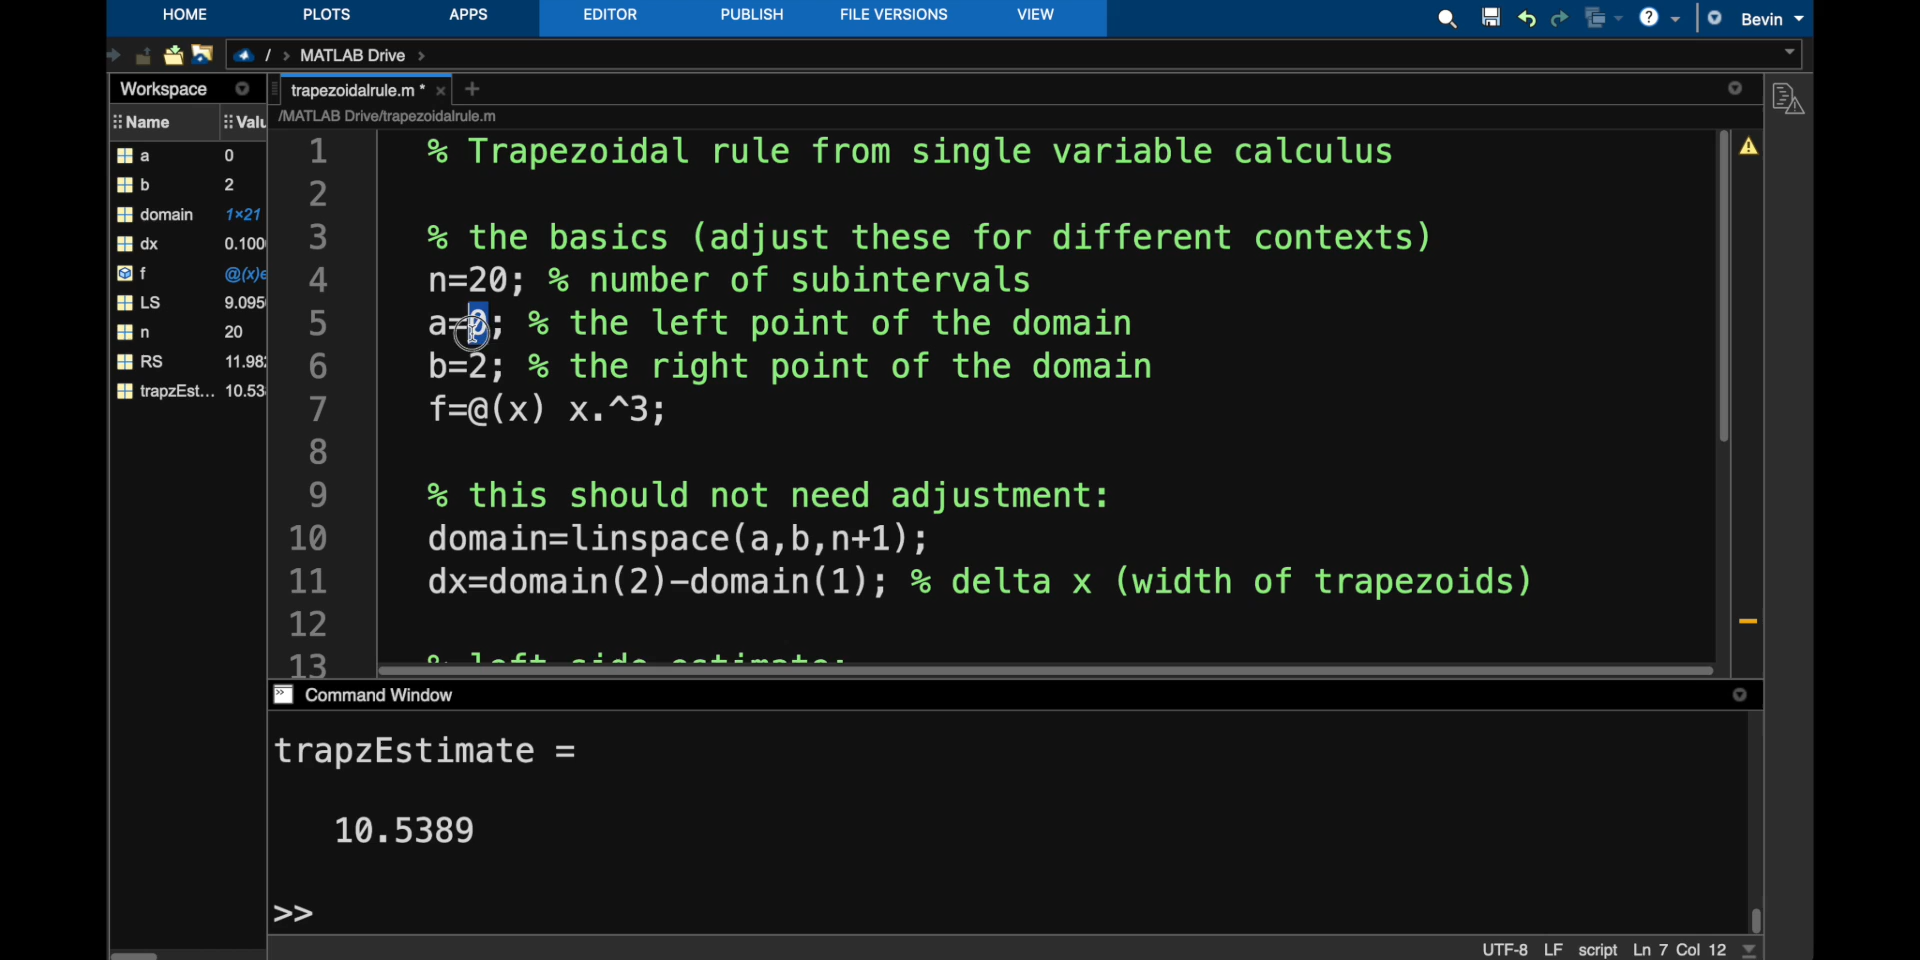 HOME PLOTS APPS EDITOR PUBLISH FILE VERSIONS VIEW Bevin
/ > MATLAB Drive >
Workspace
Name Valu
a 0
b 2
domain 1×21
dx 0.100
f @(x)e
LS 9.095
n 20
RS 11.98
trapzEst... 10.53
trapezoidalrule.m * × +
/MATLAB Drive/trapezoidalrule.m
1 % Trapezoidal rule from single variable calculus
2
3 % the basics (adjust these for different contexts)
4 n=20; % number of subintervals
5 a=0; % the left point of the domain
6 b=2; % the right point of the domain
7 f=@(x) x.^3;
8
9 % this should not need adjustment:
10 domain=linspace(a,b,n+1);
11 dx=domain(2)-domain(1); % delta x (width of trapezoids)
12
13 % left side estimate:
Command Window
trapzEstimate =
10.5389
>>
UTF-8 LF script Ln 7 Col 12